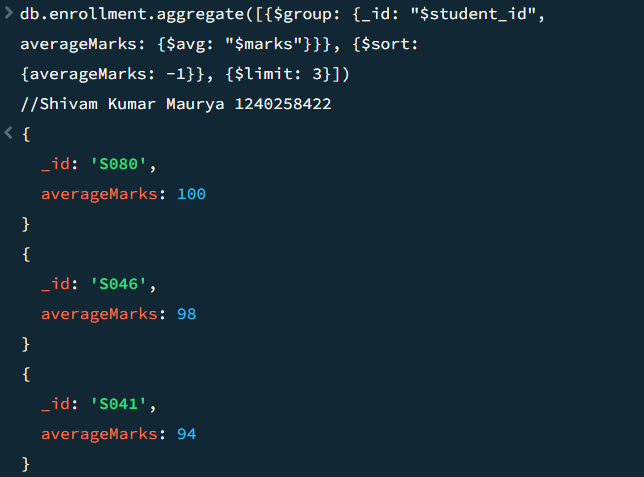 > db.enrollment.aggregate([{$group: {_id: "$student_id",
averageMarks: {$avg: "$marks"}}}, {$sort:
{averageMarks: -1}}, {$limit: 3}])
//Shivam Kumar Maurya 1240258422
< {
_id: 'S080',
averageMarks: 100
}
{
_id: 'S046',
averageMarks: 98
}
{
_id: 'S041',
averageMarks: 94
}